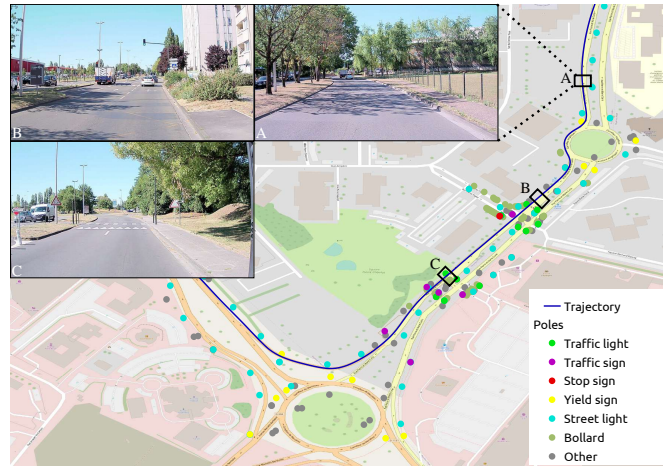 B
A
C
A
B
C
Trajectory
Poles
Traffic light
Traffic sign
Stop sign
Yield sign
Street light
Bollard
Other